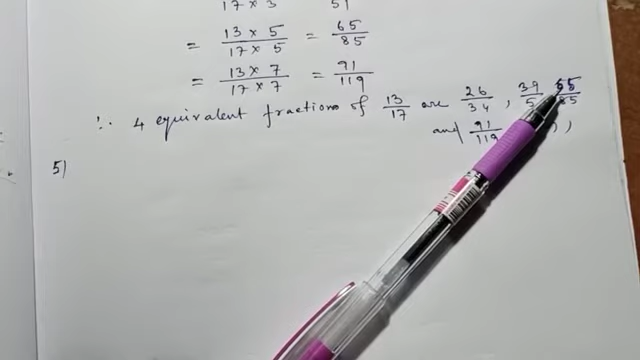 17 × 3 51
= 13 × 5 / 17 × 5 = 65 / 85
= 13 × 7 / 17 × 7 = 91 / 119
∴ 4 equivalent fractions of 13/17 are 26/34 , 39/5 65/85
and 91/119
5)